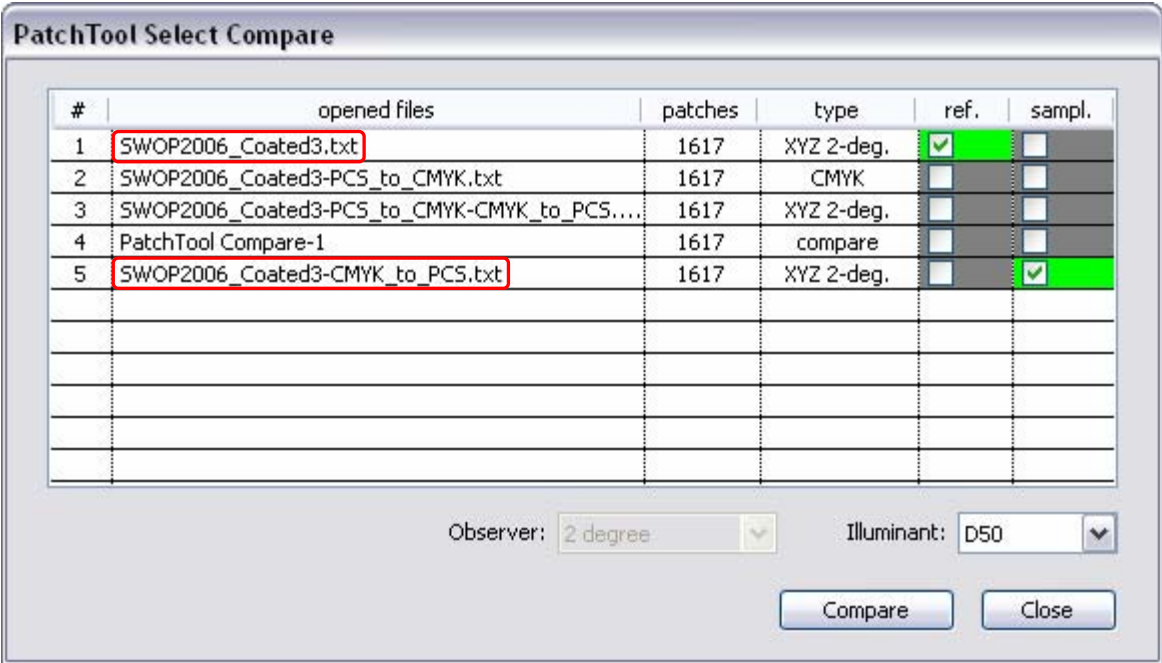 PatchTool Select Compare
# opened files patches type ref. sampl.
1 SWOP2006_Coated3.txt 1617 XYZ 2-deg.
2 SWOP2006_Coated3-PCS_to_CMYK.txt 1617 CMYK
3 SWOP2006_Coated3-PCS_to_CMYK-CMYK_to_PCS.... 1617 XYZ 2-deg.
4 PatchTool Compare-1 1617 compare
5 SWOP2006_Coated3-CMYK_to_PCS.txt 1617 XYZ 2-deg.
Observer: 2 degree Illuminant: D50
Compare Close